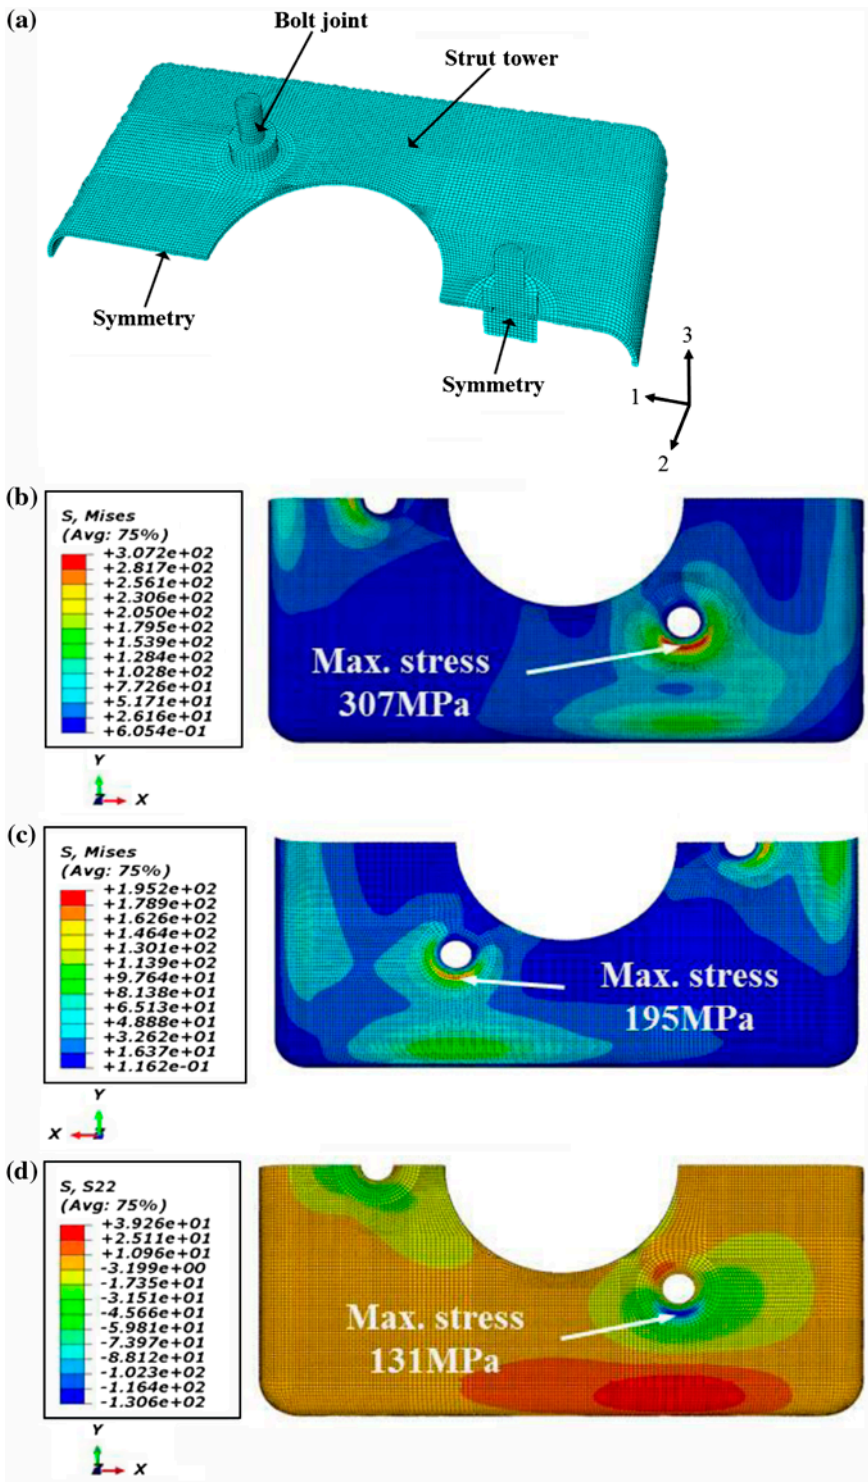 (a)
Bolt joint
Strut tower
Symmetry
Symmetry
3
1
2
(b)
S, Mises
(Avg: 75%)
+3.072e+02
+2.817e+02
+2.561e+02
+2.306e+02
+2.050e+02
+1.795e+02
+1.539e+02
+1.284e+02
+1.028e+02
+7.726e+01
+5.171e+01
+2.616e+01
+6.054e-01
Max. stress
307MPa
Y
Z
X
(c)
S, Mises
(Avg: 75%)
+1.952e+02
+1.789e+02
+1.626e+02
+1.464e+02
+1.301e+02
+1.139e+02
+9.764e+01
+8.138e+01
+6.513e+01
+4.888e+01
+3.262e+01
+1.637e+01
+1.162e-01
Max. stress
195MPa
Y
X
Z
(d)
S, S22
(Avg: 75%)
+3.926e+01
+2.511e+01
+1.096e+01
-3.199e+00
-1.735e+01
-3.151e+01
-4.566e+01
-5.981e+01
-7.397e+01
-8.812e+01
-1.023e+02
-1.164e+02
-1.306e+02
Max. stress
131MPa
Y
Z
X